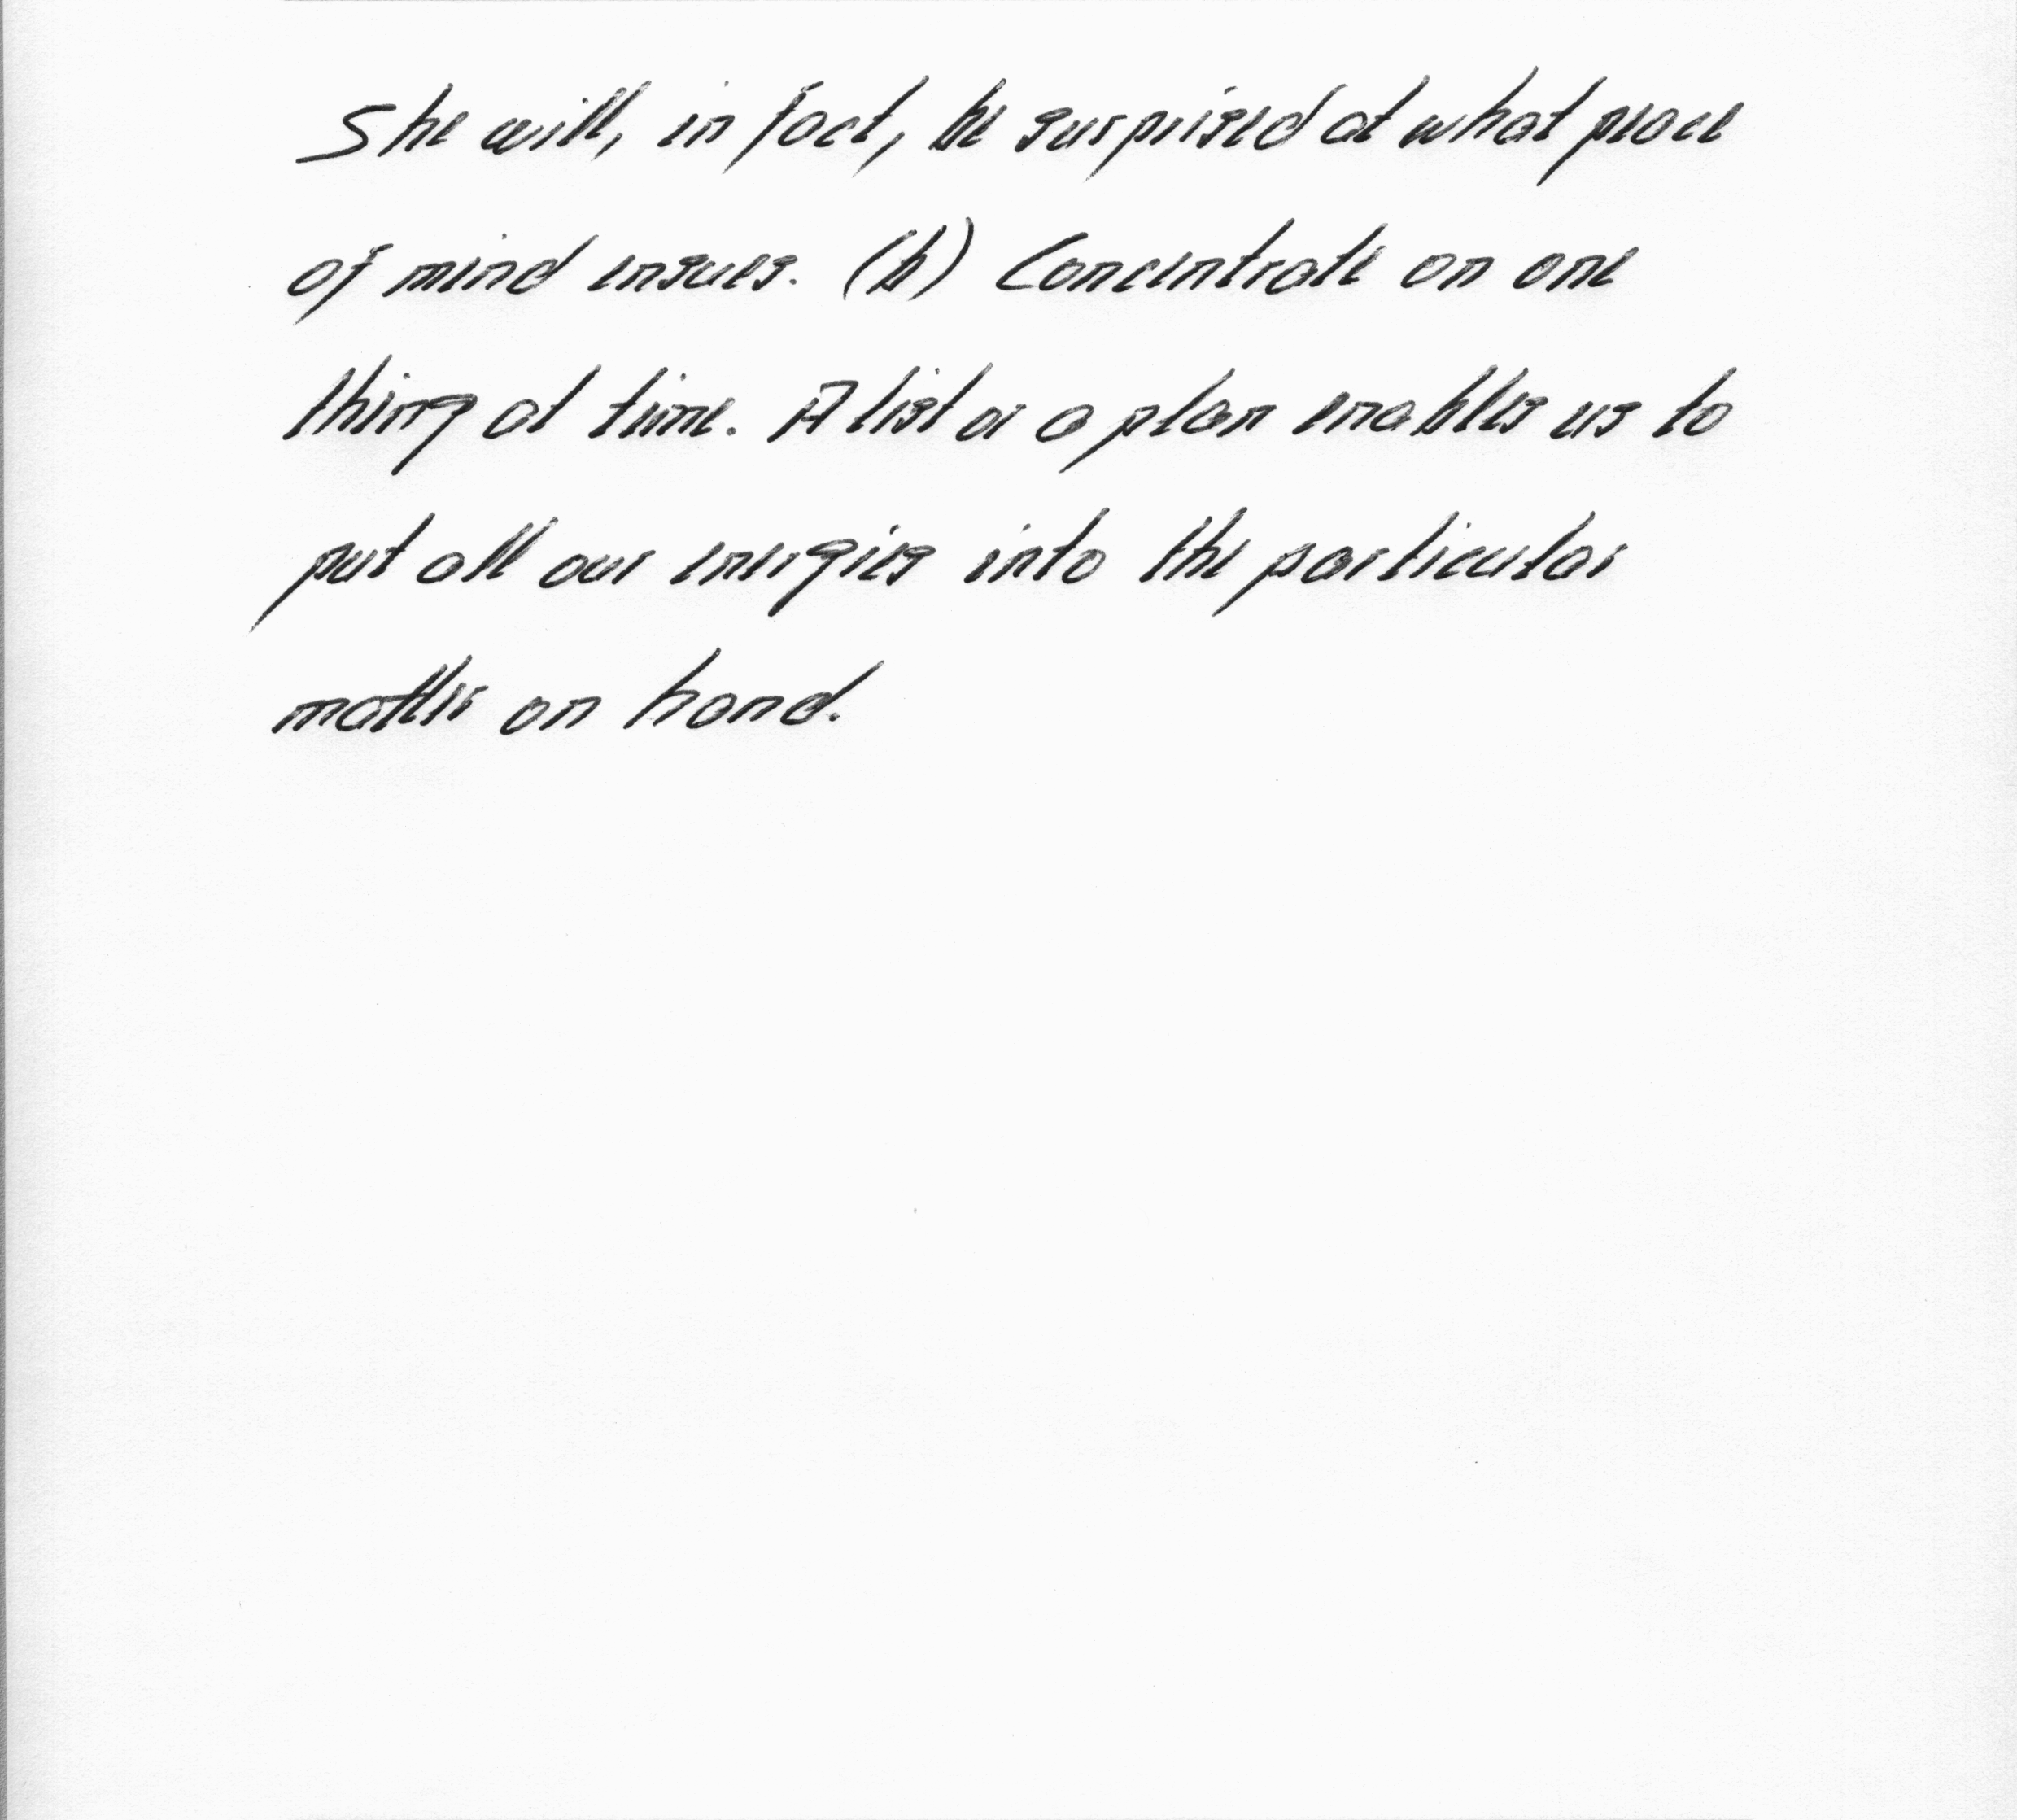 She will, in fact, be surprised at what peace
of mind ensues. (b) Concentrate on one
thing at time. A list or a plan enables us to
put all our energies into the particular
matter on hand.